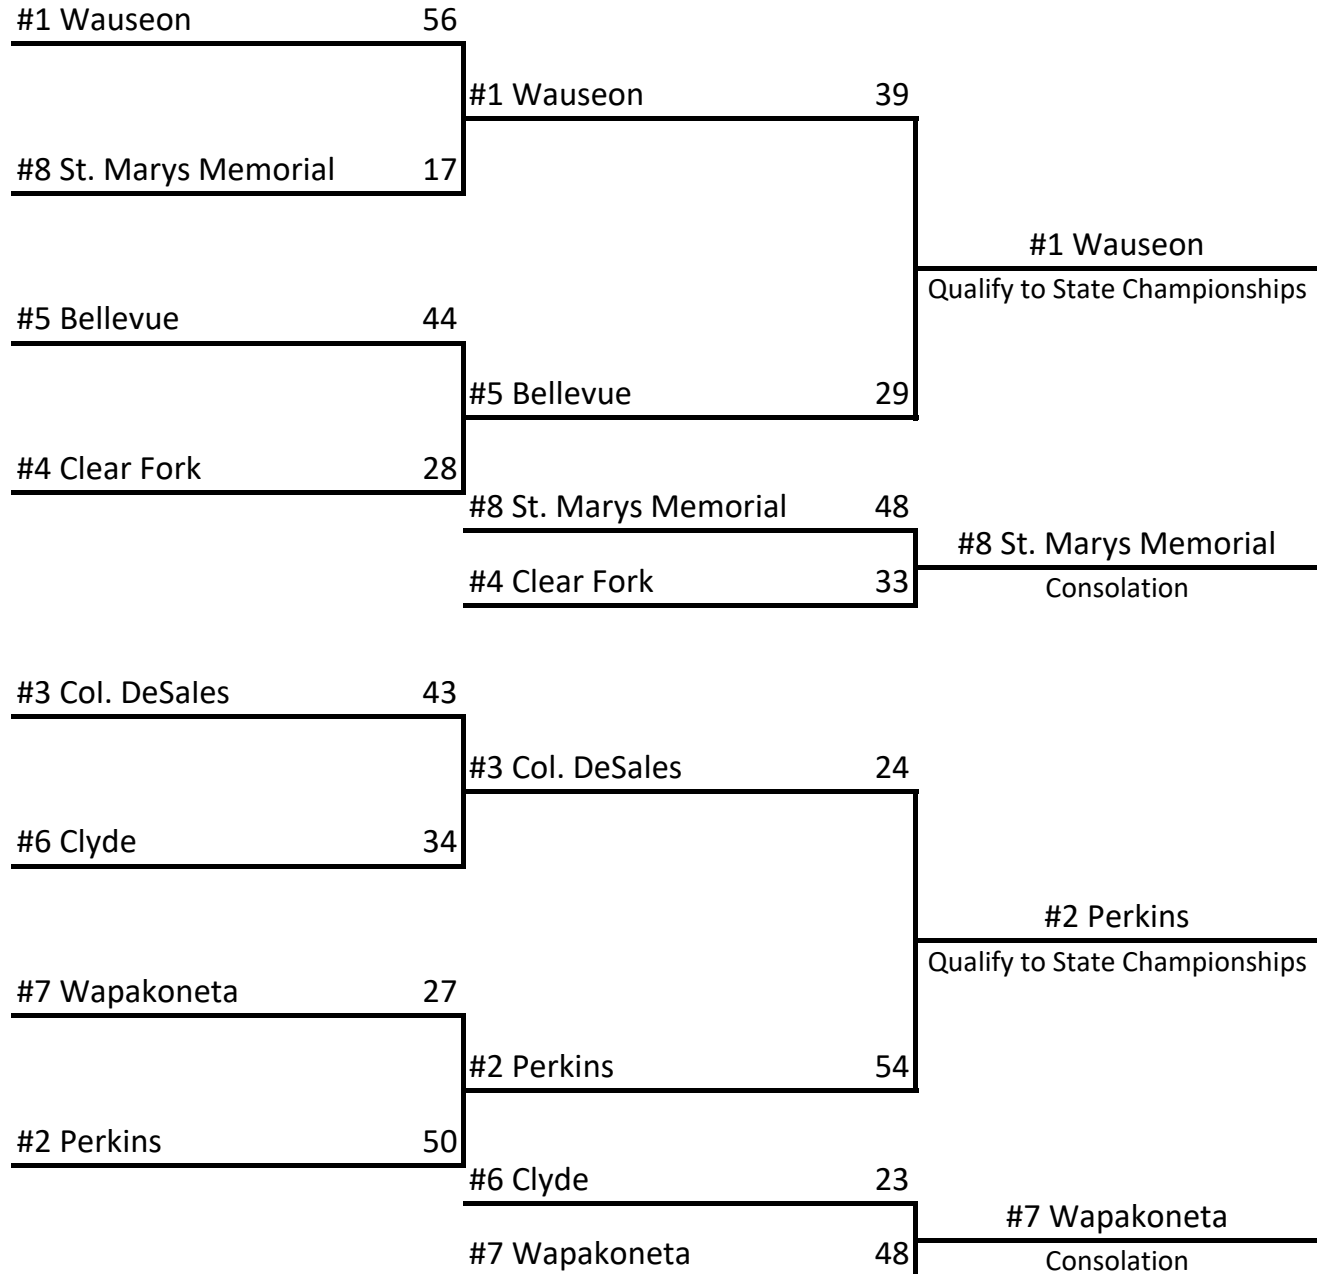 #1 Wauseon 56
#1 Wauseon 39
#8 St. Marys Memorial 17
#1 Wauseon
Qualify to State Championships
#5 Bellevue 44
#5 Bellevue 29
#4 Clear Fork 28
#8 St. Marys Memorial 48
#8 St. Marys Memorial
#4 Clear Fork 33
Consolation
#3 Col. DeSales 43
#3 Col. DeSales 24
#6 Clyde 34
#2 Perkins
Qualify to State Championships
#7 Wapakoneta 27
#2 Perkins 54
#2 Perkins 50
#6 Clyde 23
#7 Wapakoneta
#7 Wapakoneta 48
Consolation